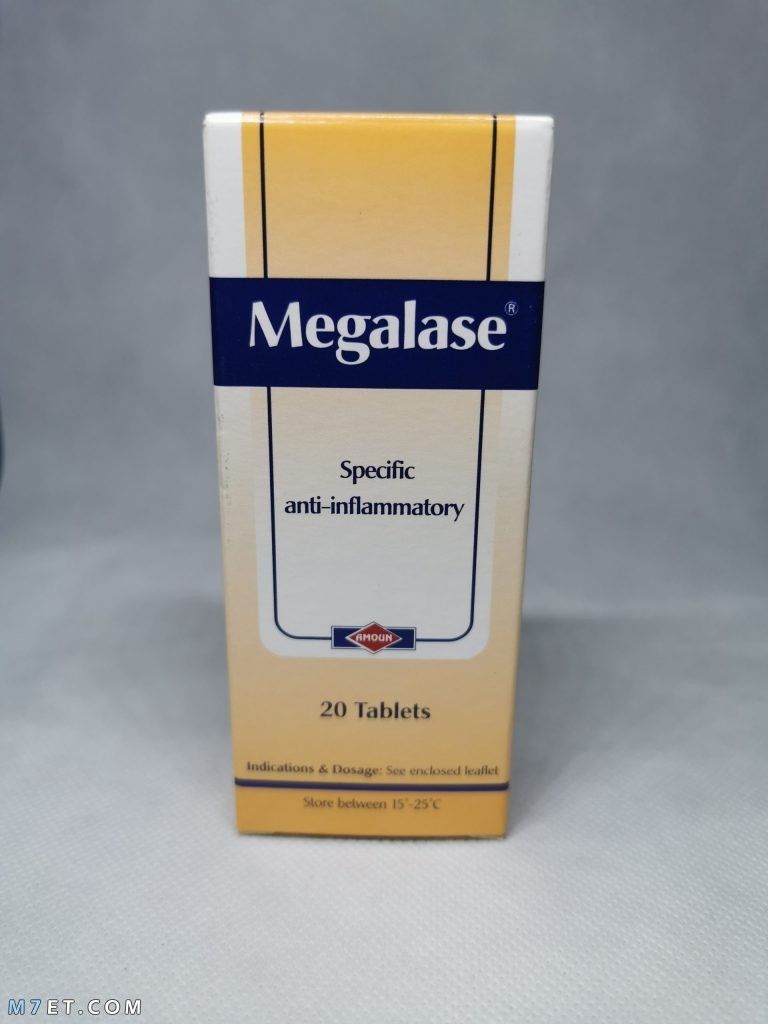 Megalase®
Specific
anti-inflammatory
AMOUN
20 Tablets
Indications & Dosage: See enclosed leaflet
Store between 15°-25°C
M7ET.COM